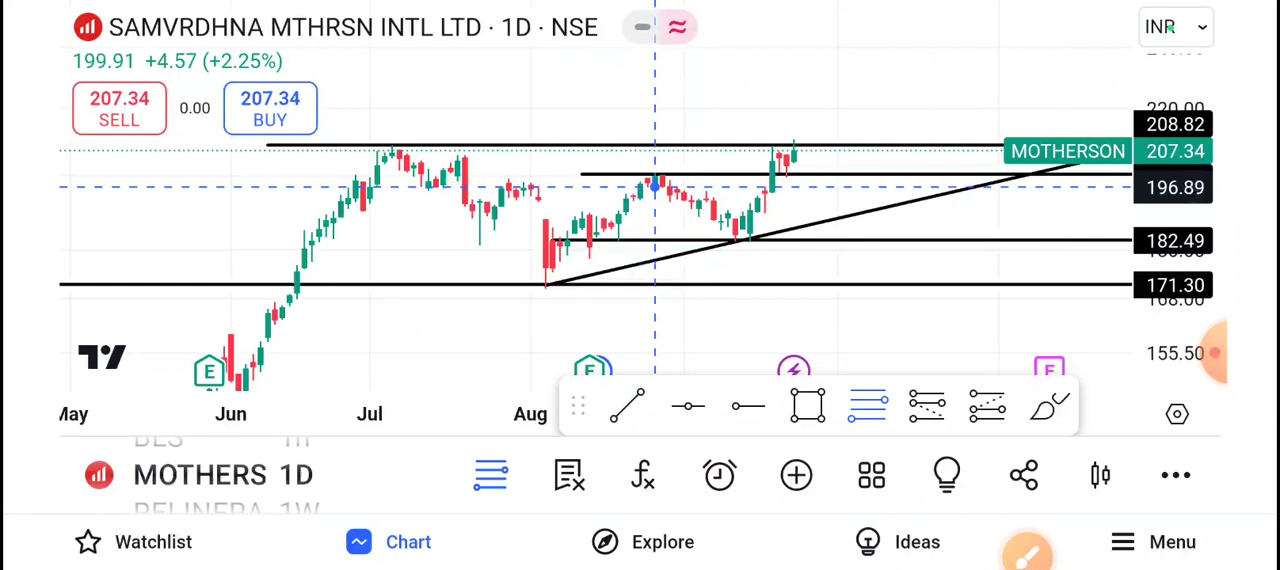 SAMVRDHNA MTHRSN INTL LTD · 1D · NSE
INR
199.91 +4.57 (+2.25%)
207.34
SELL
0.00
207.34
BUY
220.00
208.82
MOTHERSON 207.34
196.89
182.49
171.30
168.00
155.50
E
E
E
May Jun Jul Aug
MOTHERS 1D
Watchlist
Chart
Explore
Ideas
Menu